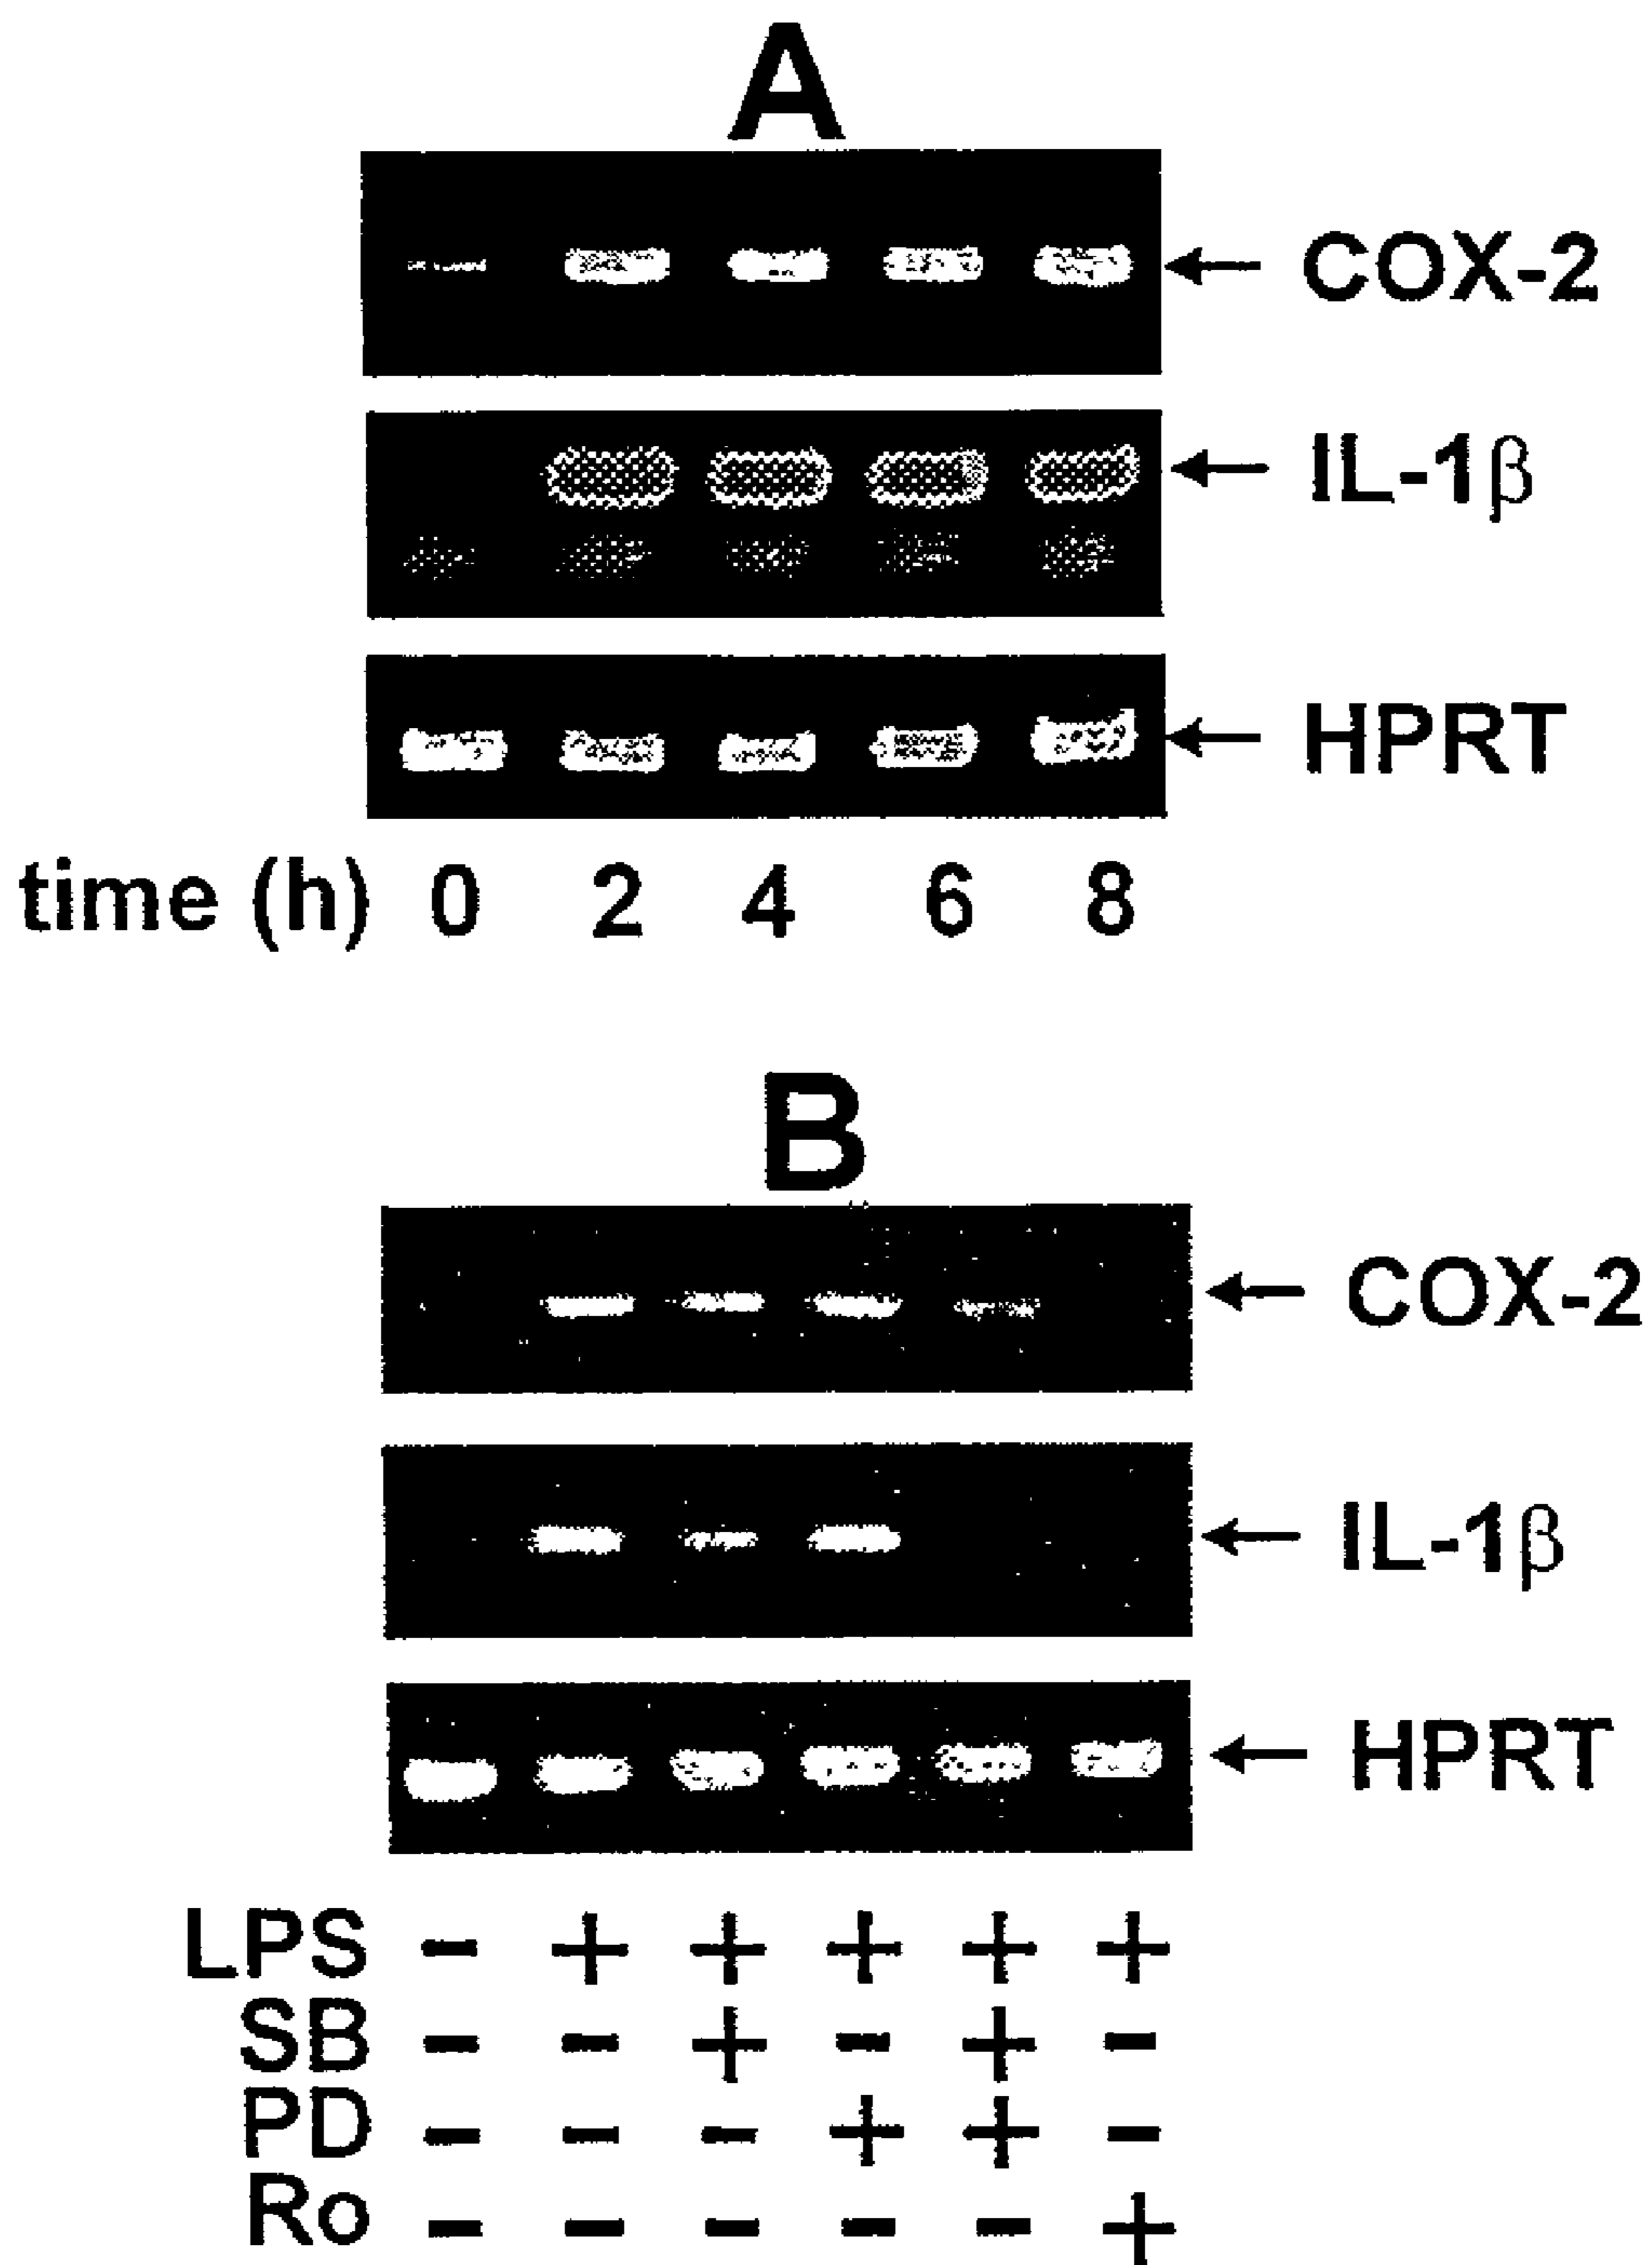 A
COX-2
IL-1β
HPRT
time (h) 0 2 4 6 8
B
COX-2
IL-1β
HPRT
LPS - + + + + +
SB - - + - + -
PD - - - + + -
Ro - - - - - +